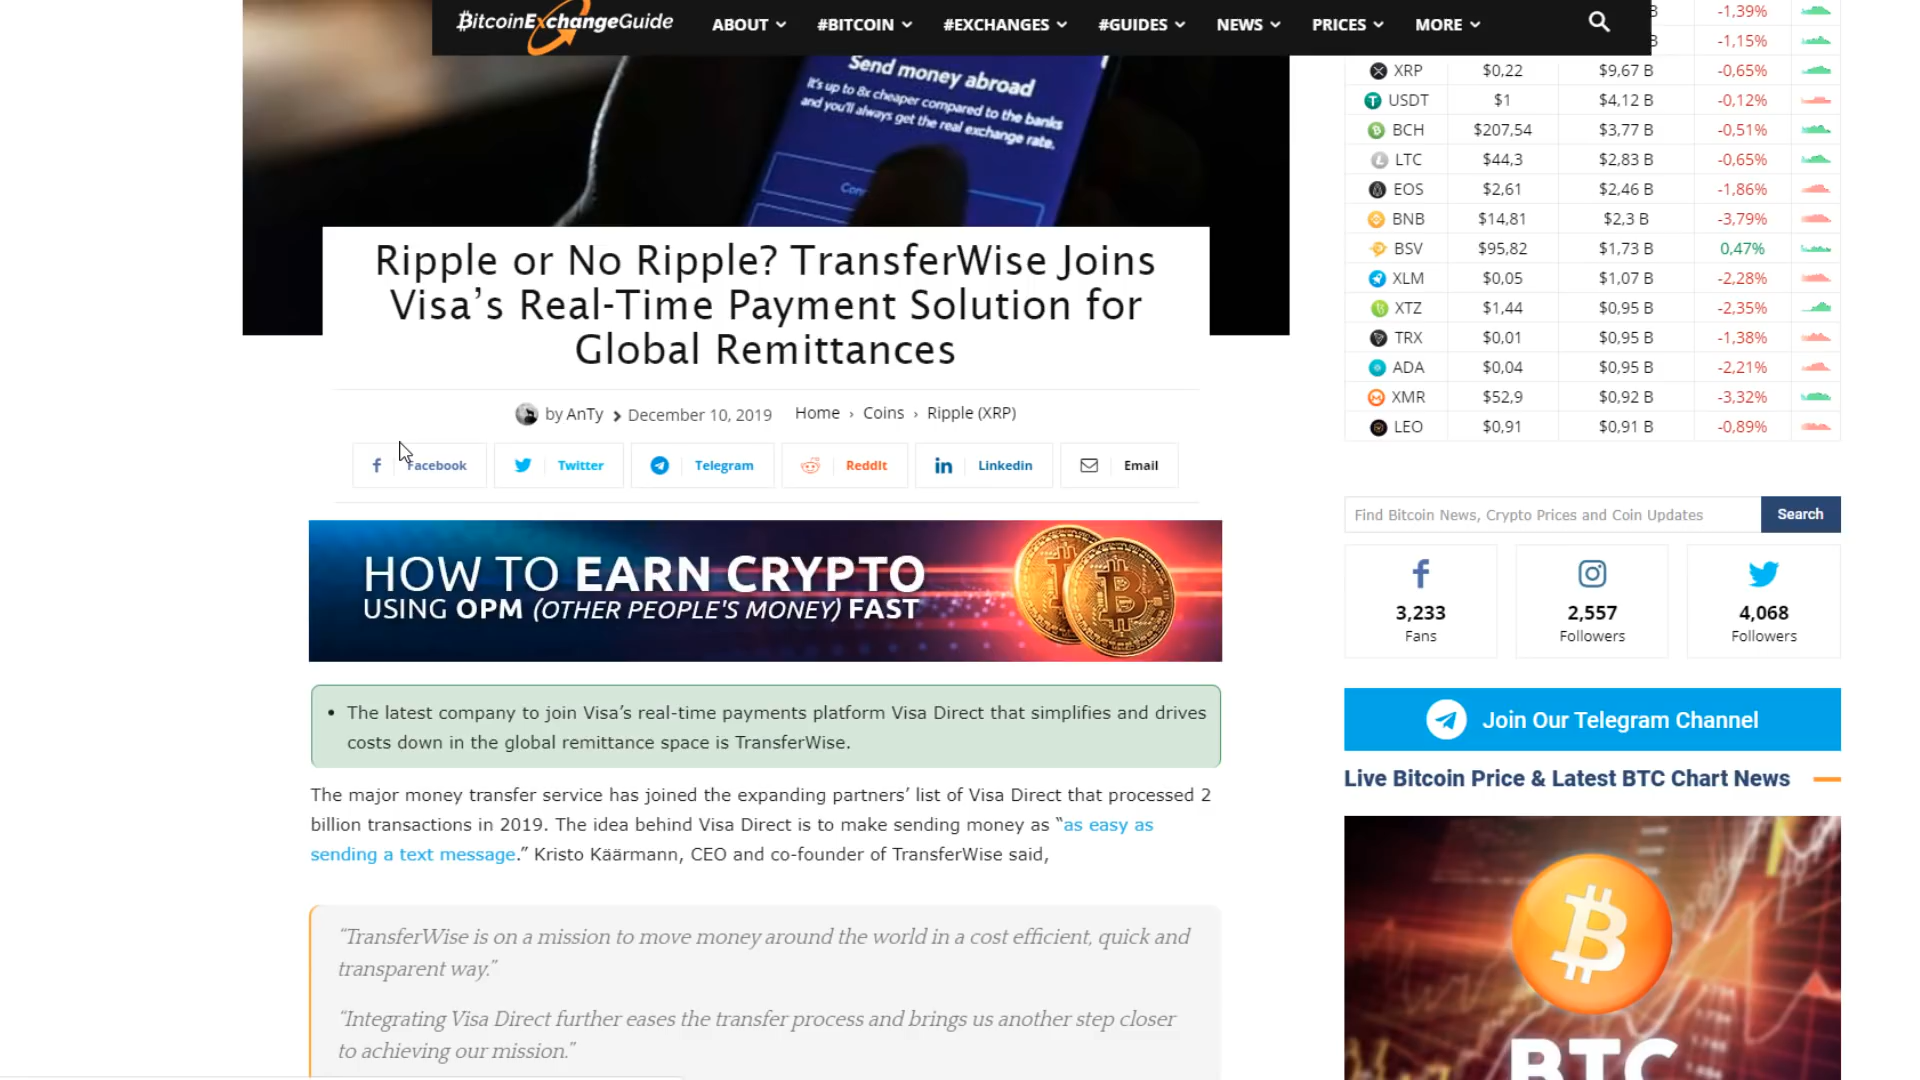 BitcoinExchangeGuide
ABOUT
#BITCOIN
#EXCHANGES
#GUIDES
NEWS
PRICES
MORE
Send money abroad
It's up to 8x cheaper compared to the banks
and you'll always get the real exchange rate.
Ripple or No Ripple? TransferWise Joins
Visa’s Real-Time Payment Solution for
Global Remittances
by AnTy
December 10, 2019
Home › Coins › Ripple (XRP)
Facebook
Twitter
Telegram
ReddIt
Linkedin
Email
HOW TO EARN CRYPTO
USING OPM (OTHER PEOPLE'S MONEY) FAST
• The latest company to join Visa’s real-time payments platform Visa Direct that simplifies and drives
costs down in the global remittance space is TransferWise.
The major money transfer service has joined the expanding partners’ list of Visa Direct that processed 2
billion transactions in 2019. The idea behind Visa Direct is to make sending money as “as easy as
sending a text message.” Kristo Käärmann, CEO and co-founder of TransferWise said,
“TransferWise is on a mission to move money around the world in a cost efficient, quick and
transparent way.”
“Integrating Visa Direct further eases the transfer process and brings us another step closer
to achieving our mission.”
B -1,39%
B -1,15%
XRP $0,22 $9,67 B -0,65%
USDT $1 $4,12 B -0,12%
BCH $207,54 $3,77 B -0,51%
LTC $44,3 $2,83 B -0,65%
EOS $2,61 $2,46 B -1,86%
BNB $14,81 $2,3 B -3,79%
BSV $95,82 $1,73 B 0,47%
XLM $0,05 $1,07 B -2,28%
XTZ $1,44 $0,95 B -2,35%
TRX $0,01 $0,95 B -1,38%
ADA $0,04 $0,95 B -2,21%
XMR $52,9 $0,92 B -3,32%
LEO $0,91 $0,91 B -0,89%
Find Bitcoin News, Crypto Prices and Coin Updates
Search
3,233
Fans
2,557
Followers
4,068
Followers
Join Our Telegram Channel
Live Bitcoin Price & Latest BTC Chart News
BTC